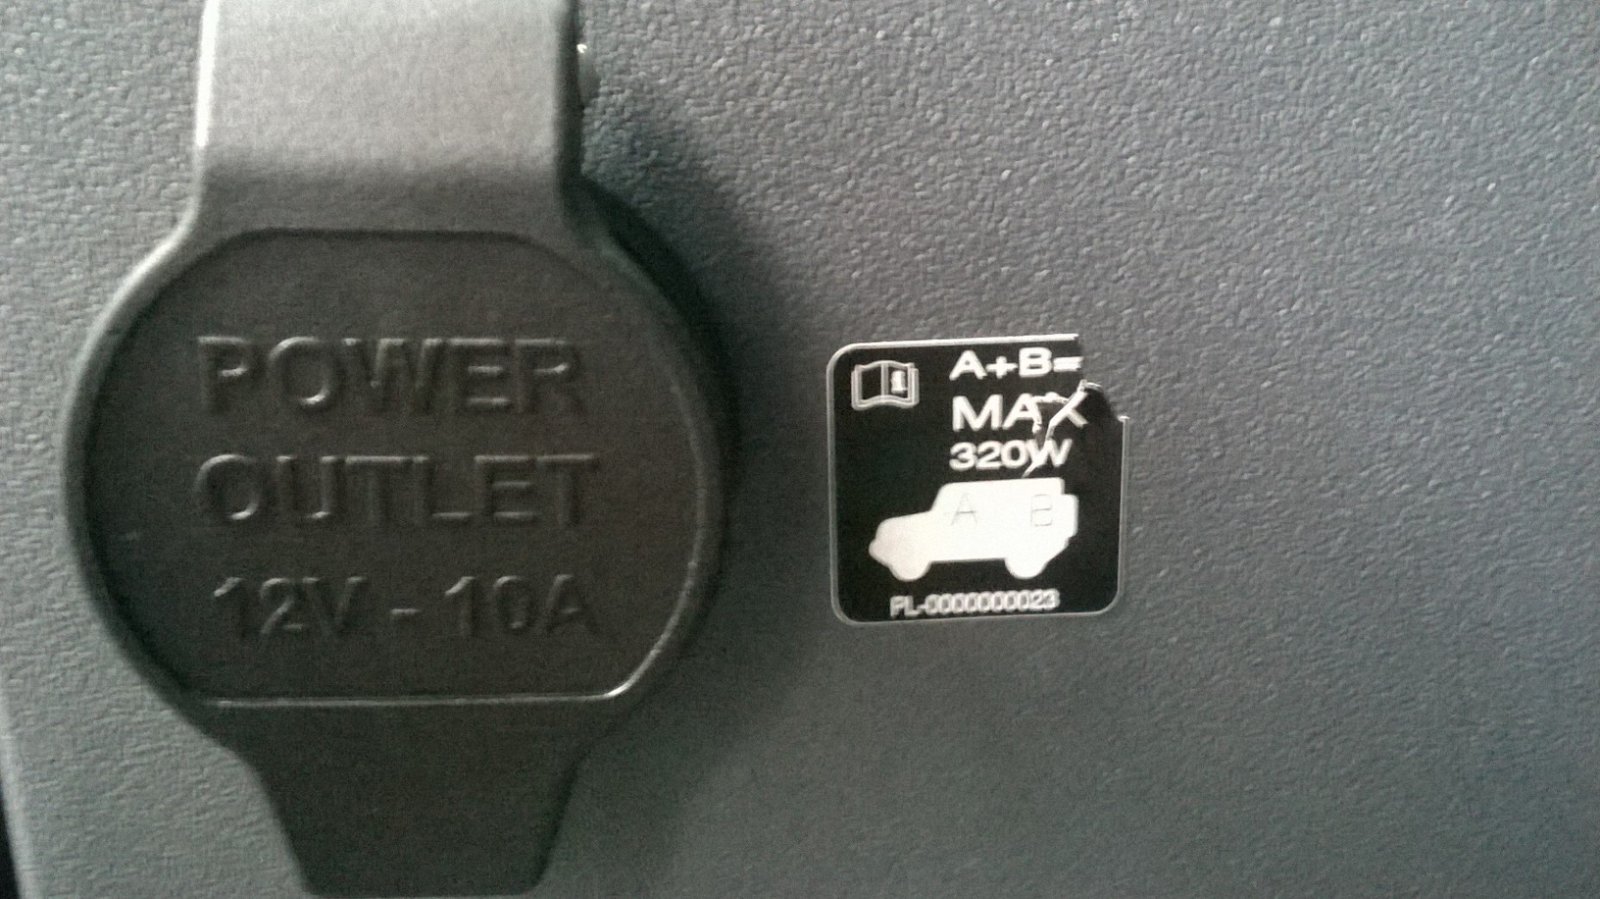 POWER
OUTLET
12V - 10A
A+B=
MAX
320W
A B
PL-0000000023